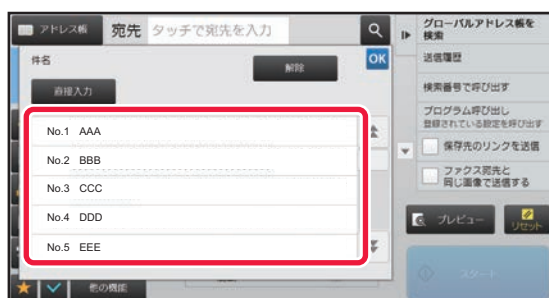 アドレス帳 宛先 タッチで宛先を入力
件名
解除
OK
直接入力
No.1 AAA
No.2 BBB
No.3 CCC
No.4 DDD
No.5 EEE
他の機能
グローバルアドレス帳を
検索
送信履歴
検索番号で呼び出す
プログラム呼び出し
登録されている設定を呼び出す
保存先のリンクを送信
ファクス宛先と
同じ画像で送信する
プレビュー
リセット
スタート